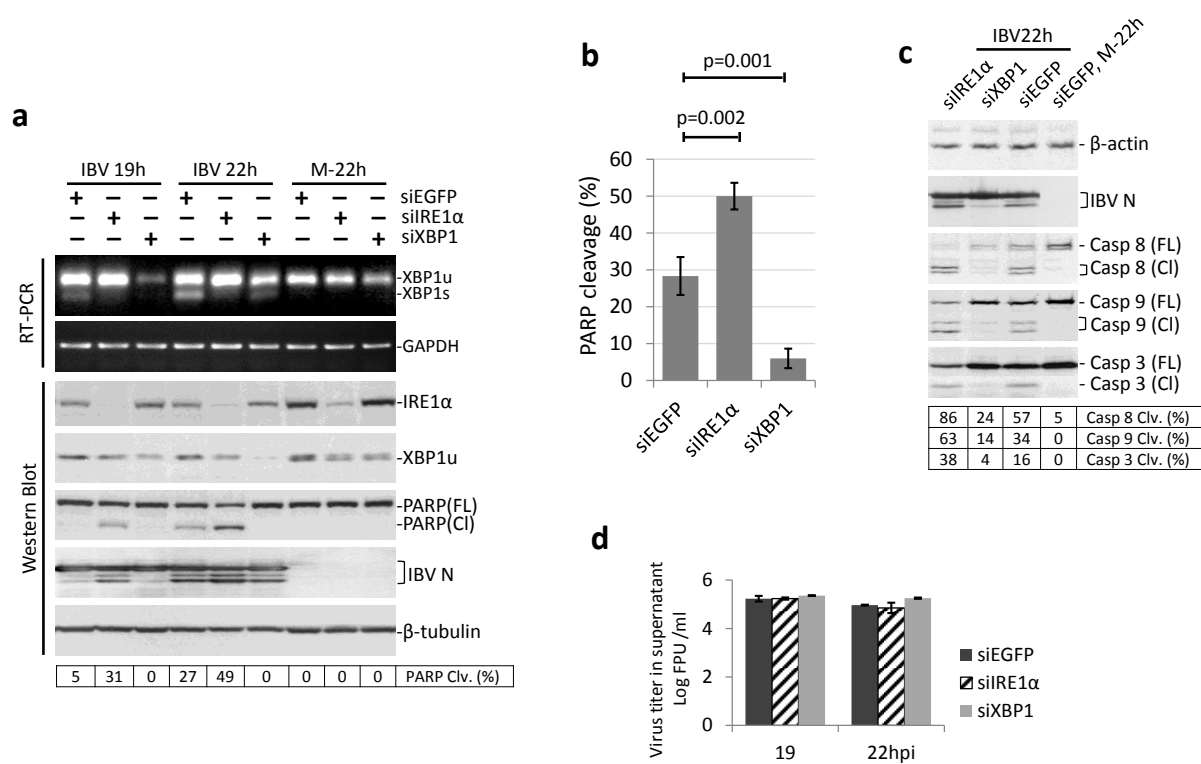 a
IBV 19h IBV 22h M-22h
+ − − + − − + − − siEGFP
− + − − + − − + − siIRE1α
− − + − − + − − + siXBP1
RT-PCR
-XBP1u
-XBP1s
-GAPDH
Western Blot
-IRE1α
-XBP1u
-PARP(FL)
-PARP(Cl)
IBV N
-β-tubulin
5 31 0 27 49 0 0 0 0 PARP Clv. (%)
b
p=0.001
p=0.002
PARP cleavage (%)
60
50
40
30
20
10
0
siEGFP siIRE1α siXBP1
c
IBV22h
siIRE1α siXBP1 siEGFP siEGFP, M-22h
- β-actin
IBV N
- Casp 8 (FL)
Casp 8 (Cl)
- Casp 9 (FL)
Casp 9 (Cl)
- Casp 3 (FL)
- Casp 3 (Cl)
86 24 57 5 Casp 8 Clv. (%)
63 14 34 0 Casp 9 Clv. (%)
38 4 16 0 Casp 3 Clv. (%)
d
Virus titer in supernatant
Log FPU /ml
6
4
2
0
19 22hpi
siEGFP
siIRE1α
siXBP1